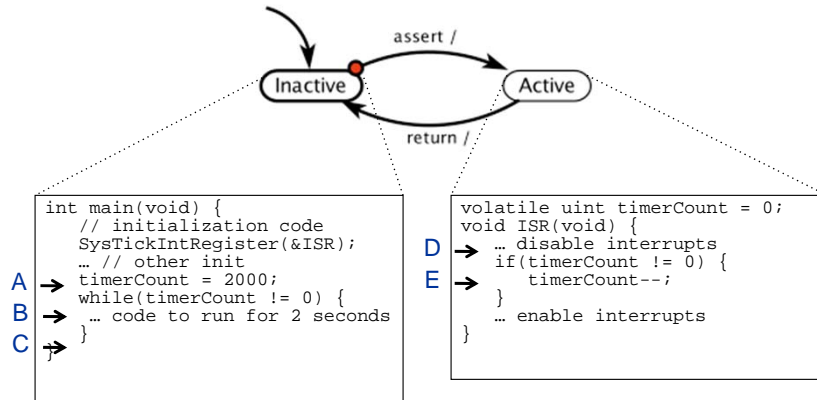 assert /
Inactive
Active
return /
int main(void) {
// initialization code
SysTickIntRegister(&ISR);
… // other init
A timerCount = 2000;
while(timerCount != 0) {
B … code to run for 2 seconds
}
C }
volatile uint timerCount = 0;
void ISR(void) {
D … disable interrupts
if(timerCount != 0) {
E timerCount--;
}
… enable interrupts
}